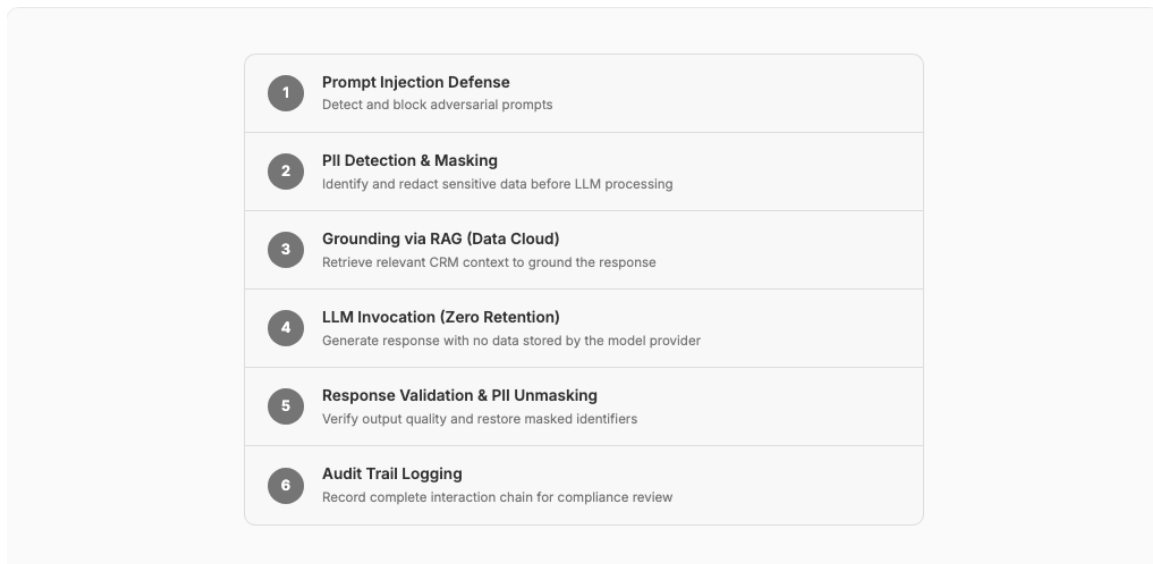 1
Prompt Injection Defense
Detect and block adversarial prompts
2
PII Detection & Masking
Identify and redact sensitive data before LLM processing
3
Grounding via RAG (Data Cloud)
Retrieve relevant CRM context to ground the response
4
LLM Invocation (Zero Retention)
Generate response with no data stored by the model provider
5
Response Validation & PII Unmasking
Verify output quality and restore masked identifiers
6
Audit Trail Logging
Record complete interaction chain for compliance review